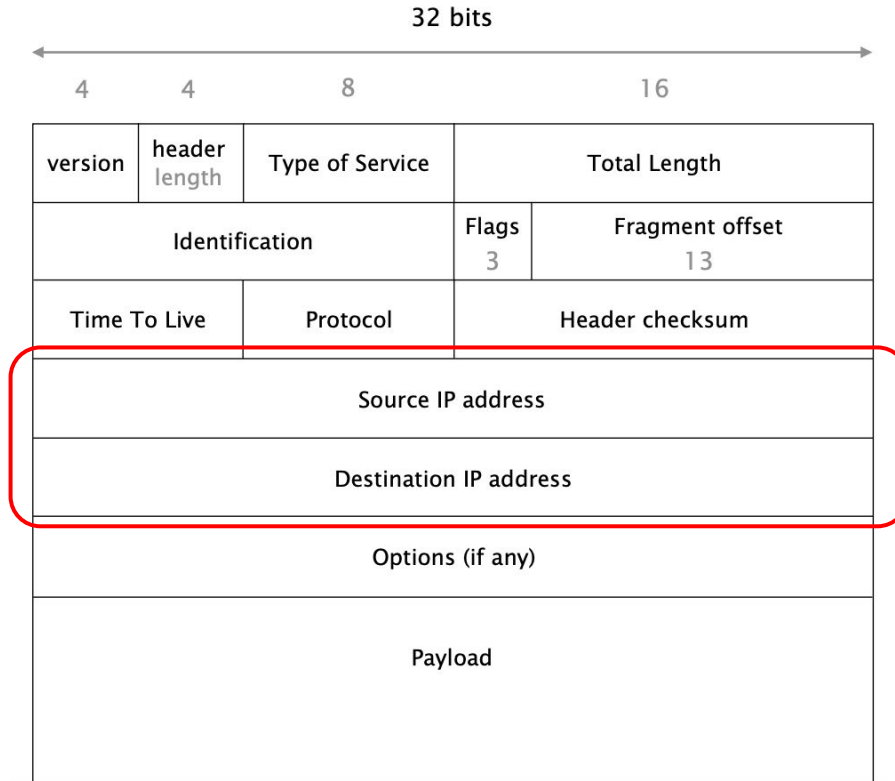 32 bits
4 4 8 16
version header length Type of Service Total Length
Identification Flags 3 Fragment offset 13
Time To Live Protocol Header checksum
Source IP address
Destination IP address
Options (if any)
Payload